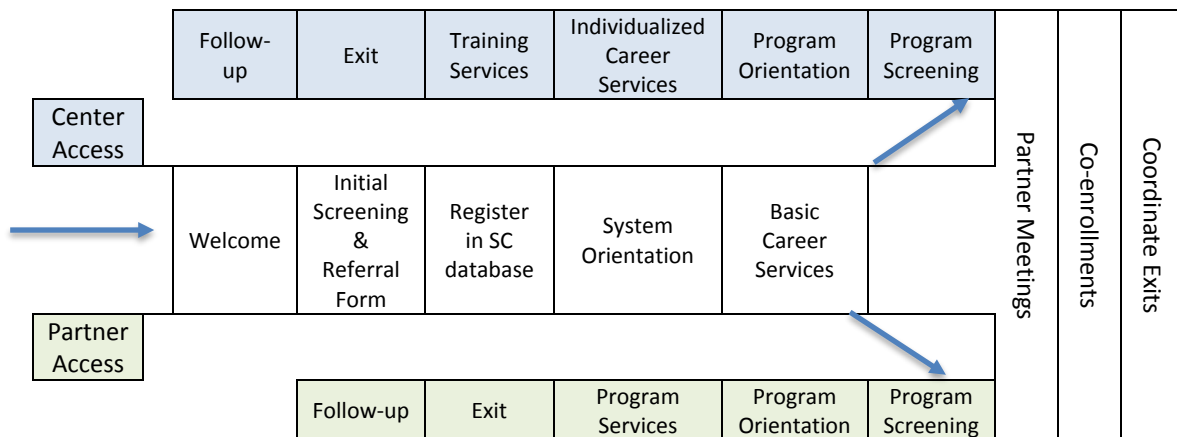 Follow-
up
Exit
Training
Services
Individualized
Career
Services
Program
Orientation
Program
Screening
Center
Access
Welcome
Initial
Screening
&
Referral
Form
Register
in SC
database
System
Orientation
Basic
Career
Services
Partner
Access
Follow-up
Exit
Program
Services
Program
Orientation
Program
Screening
Partner Meetings
Co-enrollments
Coordinate Exits